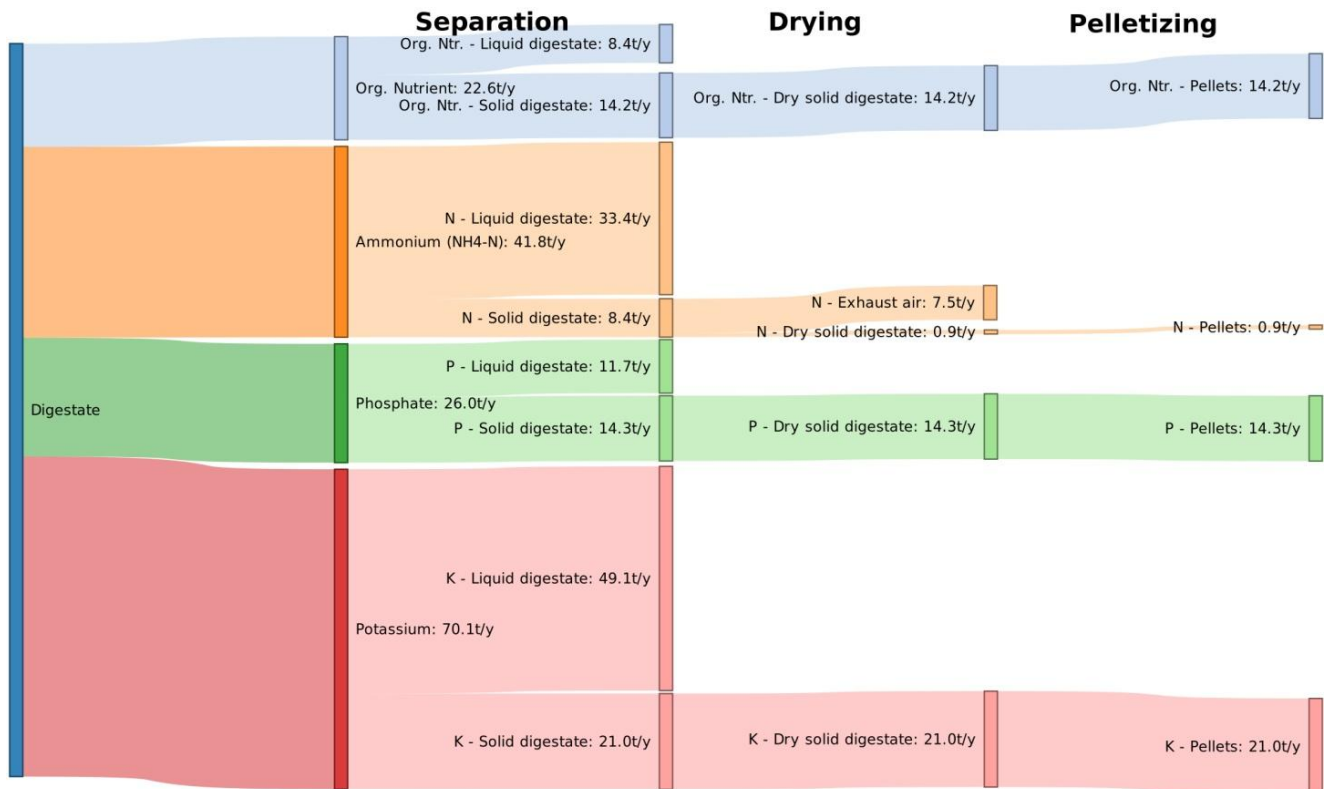 Separation
Drying
Pelletizing
Org. Ntr. - Liquid digestate: 8.4t/y
Org. Nutrient: 22.6t/y
Org. Ntr. - Solid digestate: 14.2t/y
Org. Ntr. - Dry solid digestate: 14.2t/y
Org. Ntr. - Pellets: 14.2t/y
N - Liquid digestate: 33.4t/y
Ammonium (NH4-N): 41.8t/y
N - Solid digestate: 8.4t/y
N - Exhaust air: 7.5t/y
N - Dry solid digestate: 0.9t/y
N - Pellets: 0.9t/y
P - Liquid digestate: 11.7t/y
Digestate
Phosphate: 26.0t/y
P - Solid digestate: 14.3t/y
P - Dry solid digestate: 14.3t/y
P - Pellets: 14.3t/y
K - Liquid digestate: 49.1t/y
Potassium: 70.1t/y
K - Solid digestate: 21.0t/y
K - Dry solid digestate: 21.0t/y
K - Pellets: 21.0t/y